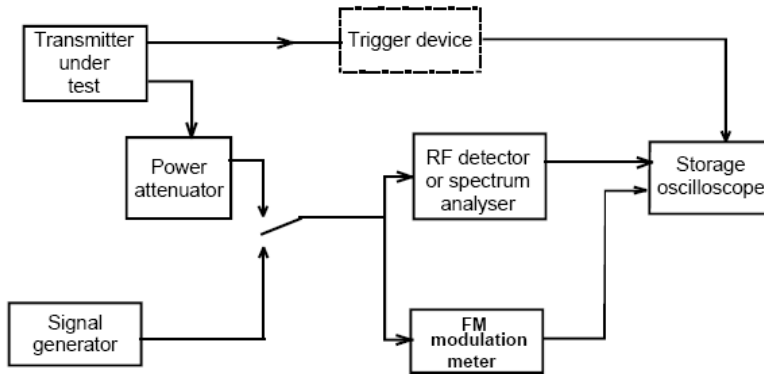 Transmitter
under
test
Trigger device
Power
attenuator
RF detector
or spectrum
analyser
Storage
oscilloscope
Signal
generator
FM
modulation
meter